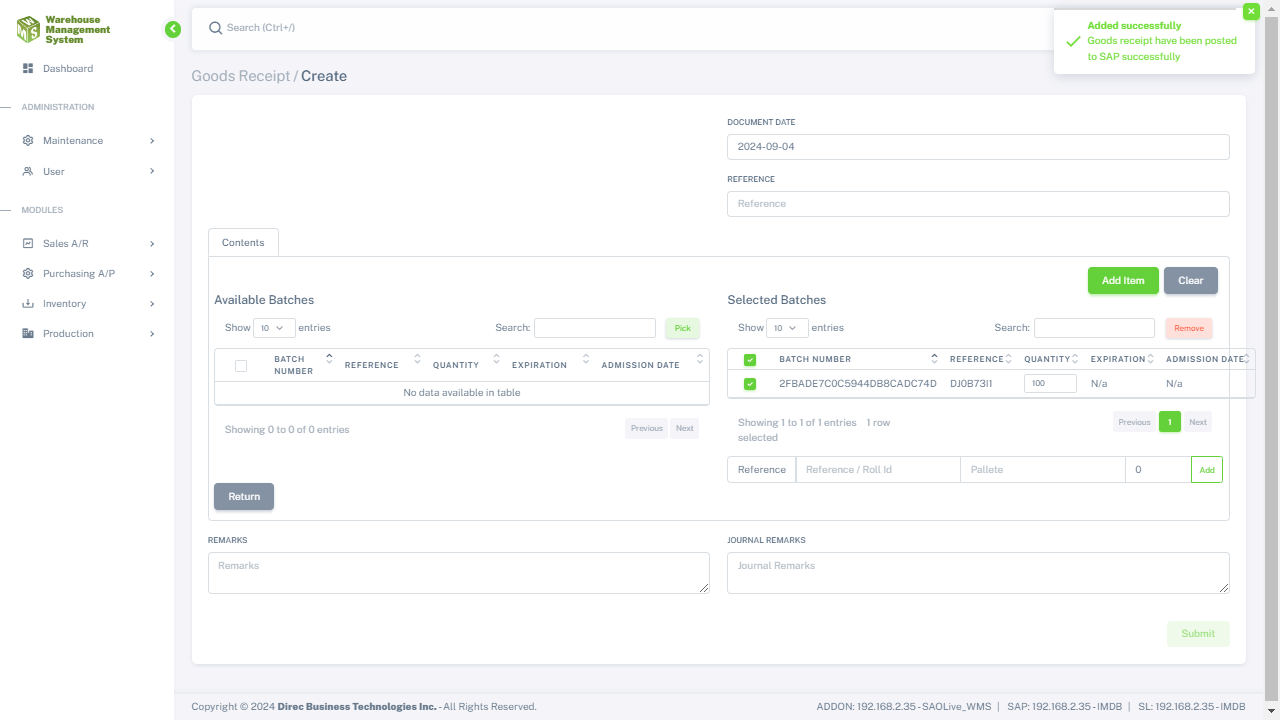 Warehouse
Management
System
Dashboard
ADMINISTRATION
Maintenance
User
MODULES
Sales A/R
Purchasing A/P
Inventory
Production
Search (Ctrl+/)
Added successfully
Goods receipt have been posted
to SAP successfully
Goods Receipt / Create
DOCUMENT DATE
2024-09-04
REFERENCE
Reference
Contents
Add Item Clear
Available Batches
Show 10 entries Search: Pick
BATCH NUMBER REFERENCE QUANTITY EXPIRATION ADMISSION DATE
No data available in table
Showing 0 to 0 of 0 entries Previous Next
Return
Selected Batches
Show 10 entries Search: Remove
BATCH NUMBER REFERENCE QUANTITY EXPIRATION ADMISSION DATE
2FBADE7C0C5944DB8CADC74D DJ0B73I1 100 N/a N/a
Showing 1 to 1 of 1 entries 1 row
selected
Previous 1 Next
Reference Reference / Roll Id Pallete 0 Add
REMARKS
Remarks
JOURNAL REMARKS
Journal Remarks
Submit
Copyright © 2024 Direc Business Technologies Inc. - All Rights Reserved.
ADDON: 192.168.2.35 - SAOLive_WMS | SAP: 192.168.2.35 - IMDB | SL: 192.168.2.35 - IMDB